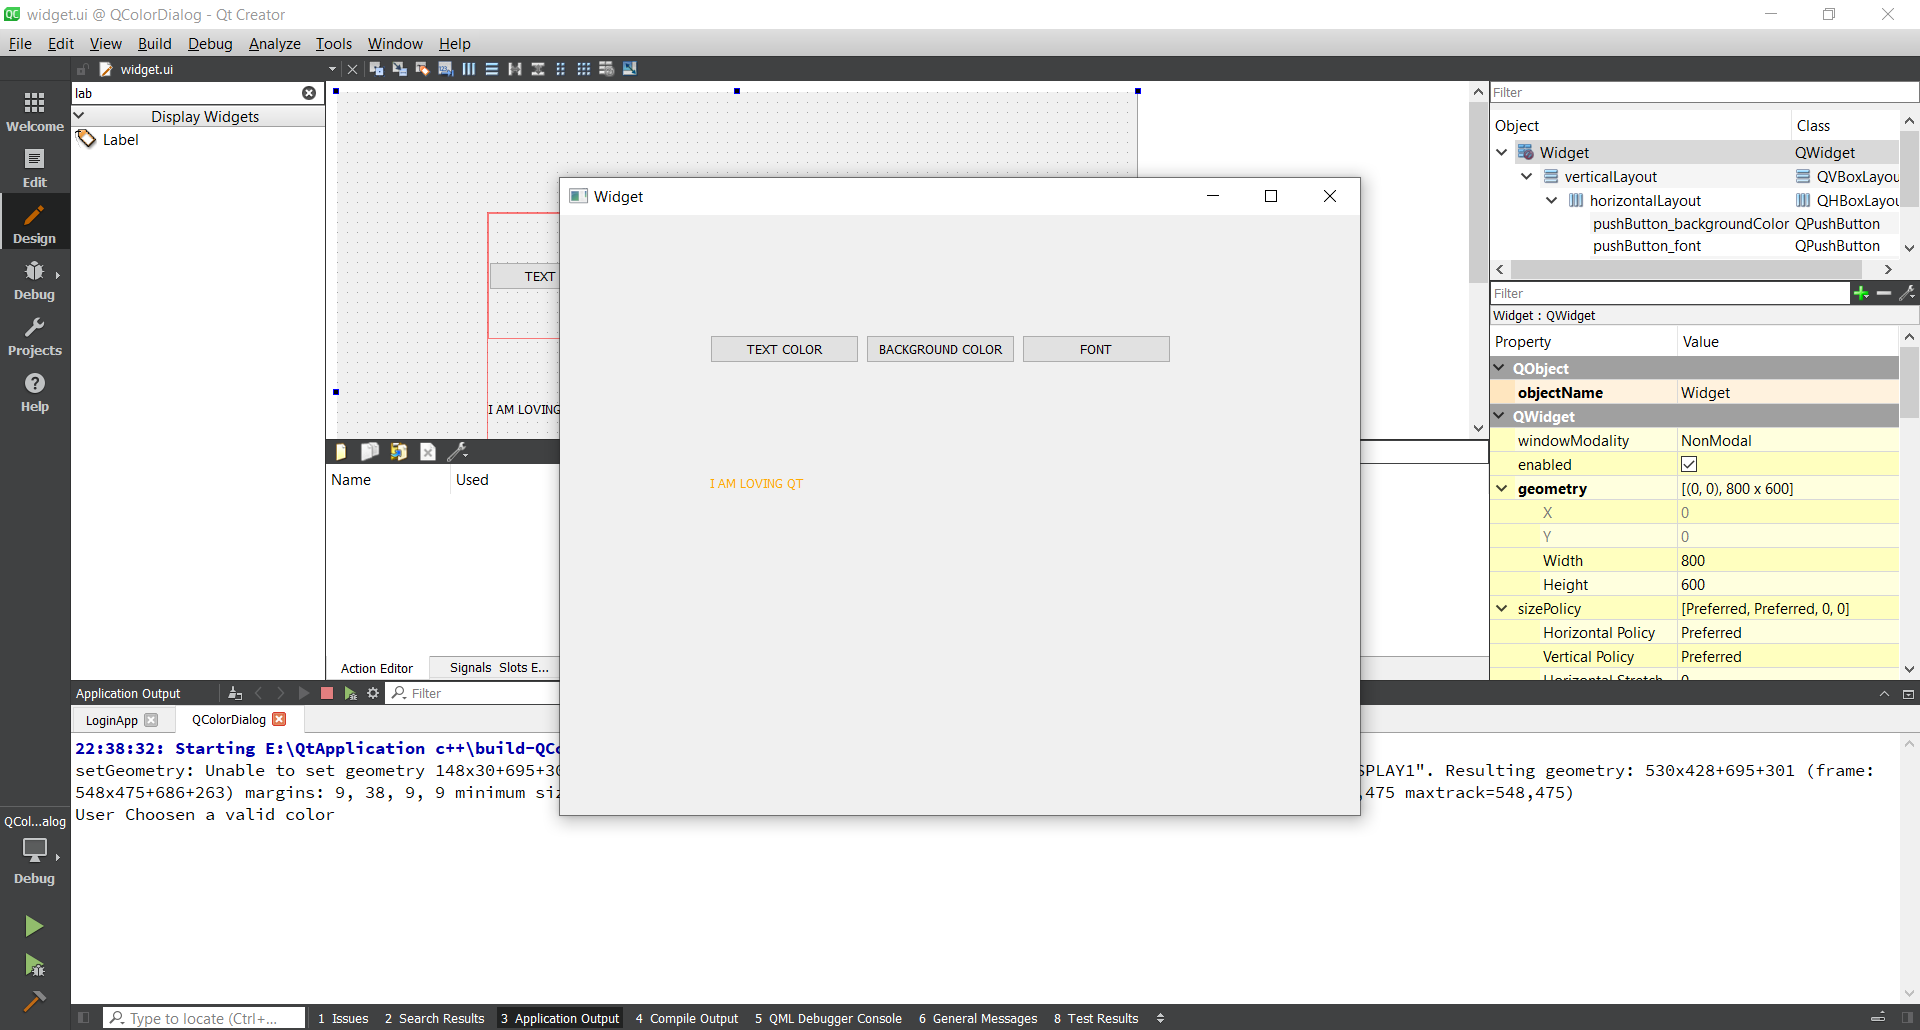 widget.ui @ QColorDialog - Qt Creator
File Edit View Build Debug Analyze Tools Window Help
widget.ui
lab
Display Widgets
Label
Welcome
Edit
Design
Debug
Projects
Help
TEXT
I AM LOVING
Widget
TEXT COLOR BACKGROUND COLOR FONT
I AM LOVING QT
Name Used
Action Editor Signals Slots E...
Filter
Object Class
Widget QWidget
verticalLayout QVBoxLayou
horizontalLayout QHBoxLayou
pushButton_backgroundColor QPushButton
pushButton_font QPushButton
Filter
Widget : QWidget
Property Value
QObject
objectName Widget
QWidget
windowModality NonModal
enabled
geometry [(0, 0), 800 x 600]
X 0
Y 0
Width 800
Height 600
sizePolicy [Preferred, Preferred, 0, 0]
Horizontal Policy Preferred
Vertical Policy Preferred
Horizontal Stretch 0
Application Output Filter
LoginApp QColorDialog
22:38:32: Starting E:\QtApplication c++\build-QCo
setGeometry: Unable to set geometry 148x30+695+30 SPLAY1". Resulting geometry: 530x428+695+301 (frame:
548x475+686+263) margins: 9, 38, 9, 9 minimum siz ,475 maxtrack=548,475)
User Choosen a valid color
QCol...alog
Debug
Type to locate (Ctrl+... 1 Issues 2 Search Results 3 Application Output 4 Compile Output 5 QML Debugger Console 6 General Messages 8 Test Results